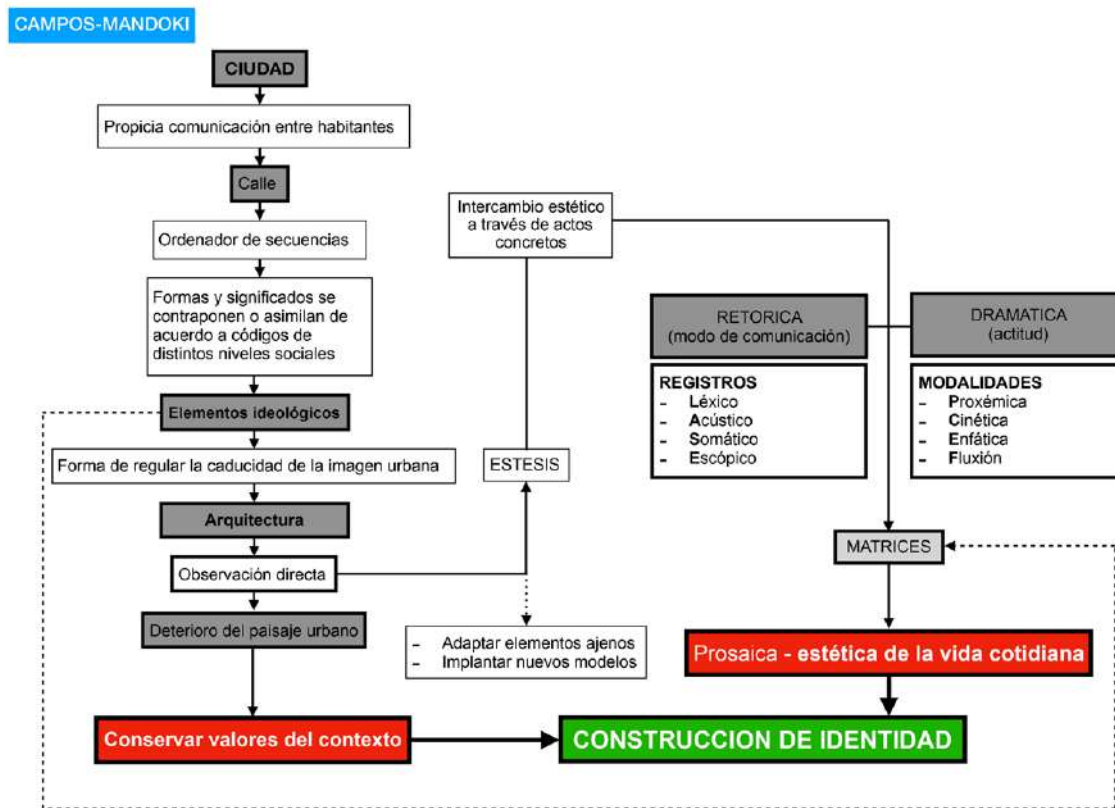 CAMPOS-MANDOKI
CIUDAD
Propicia comunicación entre habitantes
Calle
Ordenador de secuencias
Formas y significados se
contraponen o asimilan de
acuerdo a códigos de
distintos niveles sociales
Elementos ideológicos
Forma de regular la caducidad de la imagen urbana
Arquitectura
Observación directa
Deterioro del paisaje urbano
Conservar valores del contexto
Intercambio estético
a través de actos
concretos
ESTESIS
- Adaptar elementos ajenos
- Implantar nuevos modelos
RETORICA
(modo de comunicación)
REGISTROS
- Léxico
- Acústico
- Somático
- Escópico
DRAMATICA
(actitud)
MODALIDADES
- Proxémica
- Cinética
- Enfática
- Fluxión
MATRICES
Prosaica - estética de la vida cotidiana
CONSTRUCCION DE IDENTIDAD